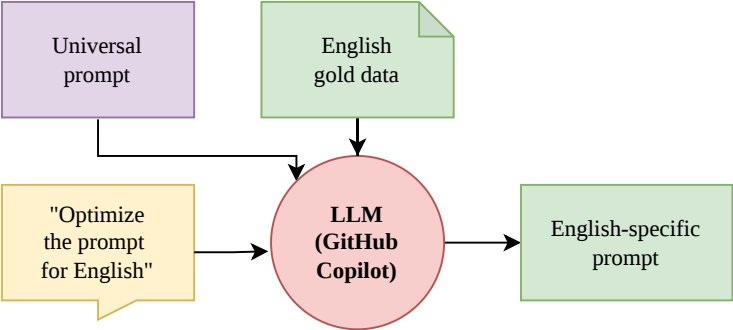 Universal
prompt
English
gold data
"Optimize
the prompt
for English"
LLM
(GitHub
Copilot)
English-specific
prompt